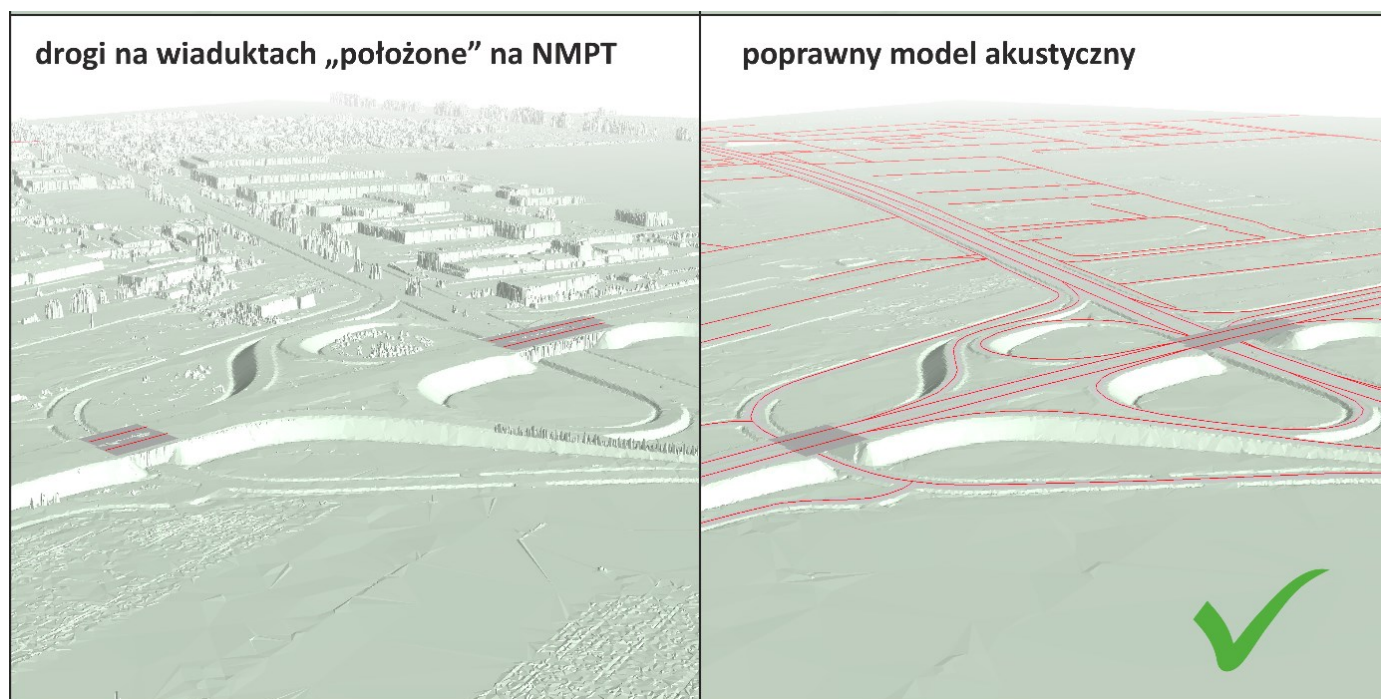 drogi na wiaduktach „położone” na NMPT
poprawny model akustyczny